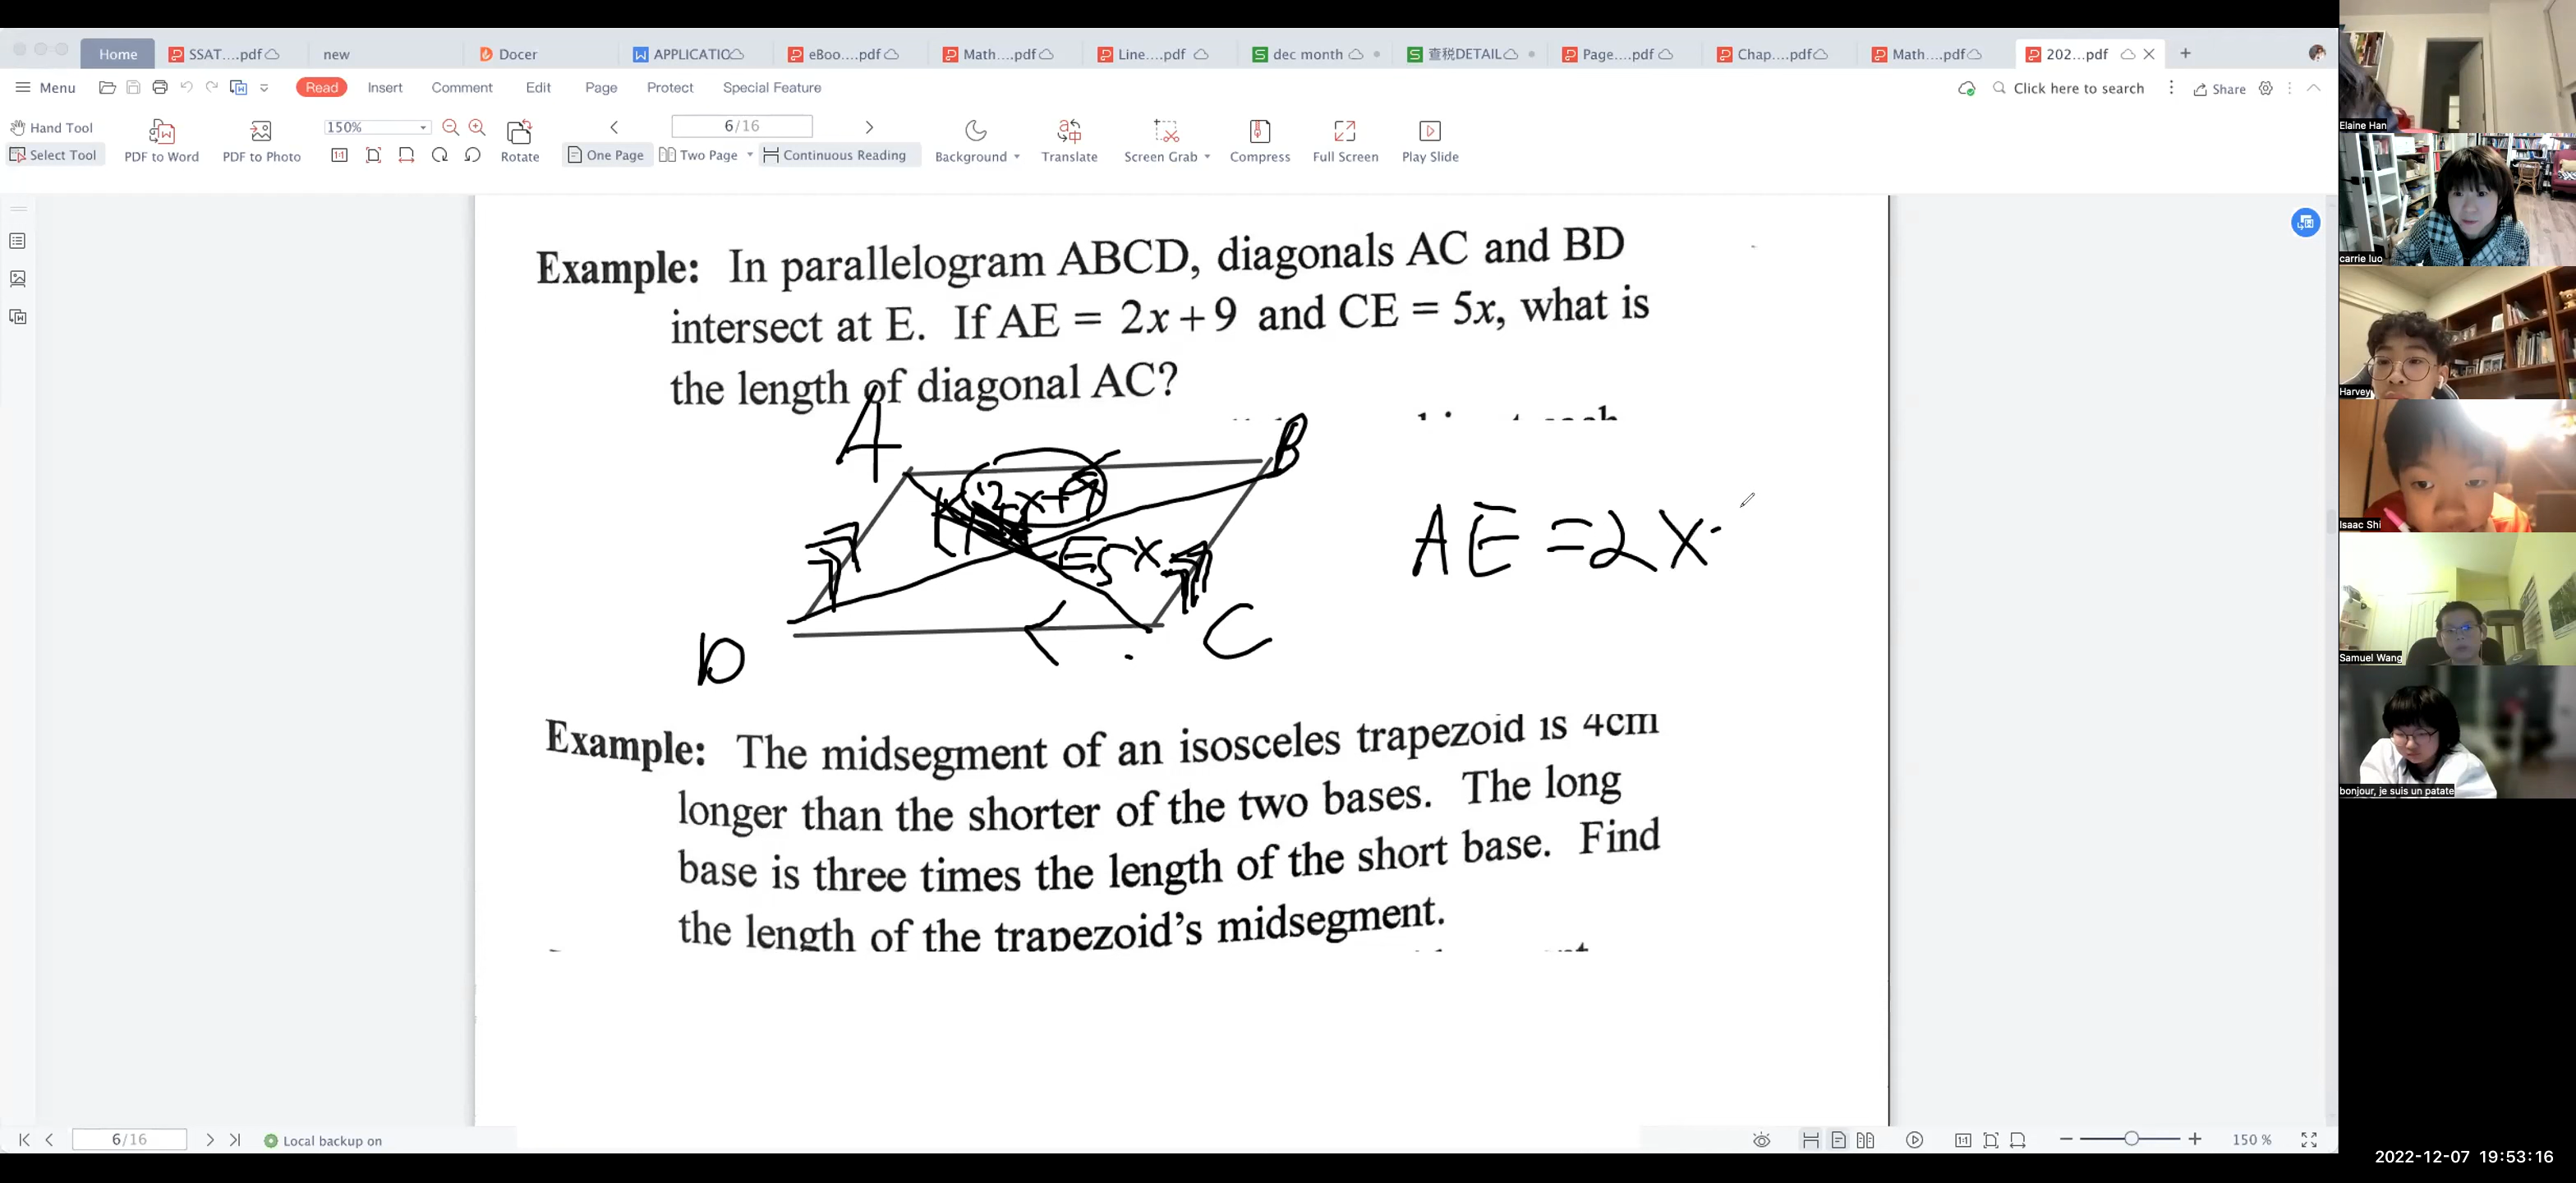 Home
SSAT....pdf
new
Docer
APPLICATIO
eBoo....pdf
Math....pdf
Line....pdf
dec month
查税DETAIL
Page....pdf
Chap....pdf
Math....pdf
202...pdf
Menu
Read
Insert
Comment
Edit
Page
Protect
Special Feature
Click here to search
Share
Hand Tool
Select Tool
PDF to Word
PDF to Photo
150%
Rotate
6/16
One Page
Two Page
Continuous Reading
Background
Translate
Screen Grab
Compress
Full Screen
Play Slide
Example: In parallelogram ABCD, diagonals AC and BD
intersect at E. If AE = 2x + 9 and CE = 5x, what is
the length of diagonal AC?
A
B
2x+9
E
5x
D
C
AE = 2x
Example: The midsegment of an isosceles trapezoid is 4cm
longer than the shorter of the two bases. The long
base is three times the length of the short base. Find
the length of the trapezoid's midsegment.
6/16
Local backup on
150 %
Elaine Han
carrie luo
Harvey
Isaac Shi
Samuel Wang
bonjour, je suis un patate
2022-12-07 19:53:16